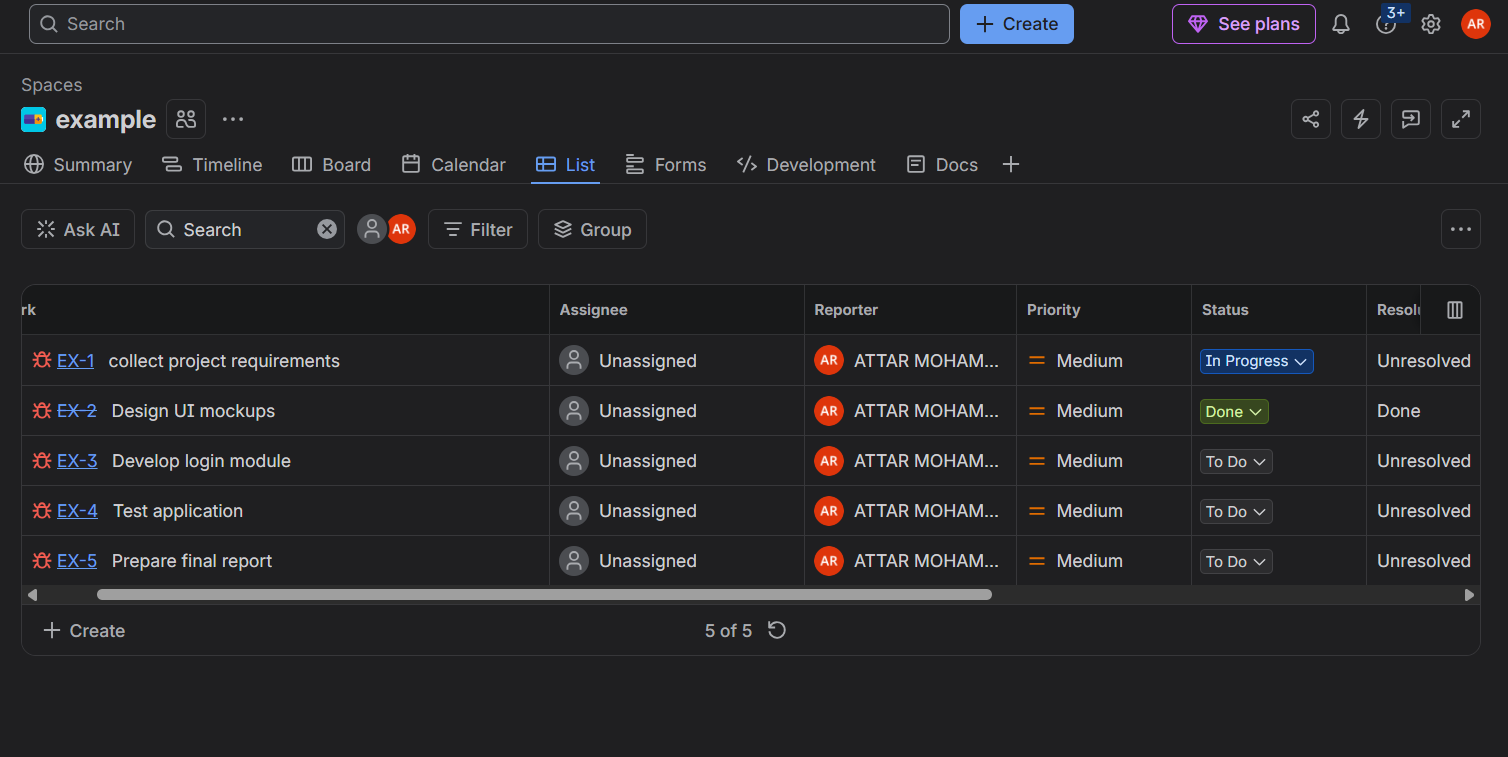 Search
Create
See plans
3+
AR
Spaces
example
Summary
Timeline
Board
Calendar
List
Forms
Development
Docs
Ask AI
Search
AR
Filter
Group
rk
Assignee
Reporter
Priority
Status
Resolu
EX-1 collect project requirements Unassigned AR ATTAR MOHAM... Medium In Progress Unresolved
EX-2 Design UI mockups Unassigned AR ATTAR MOHAM... Medium Done Done
EX-3 Develop login module Unassigned AR ATTAR MOHAM... Medium To Do Unresolved
EX-4 Test application Unassigned AR ATTAR MOHAM... Medium To Do Unresolved
EX-5 Prepare final report Unassigned AR ATTAR MOHAM... Medium To Do Unresolved
Create
5 of 5